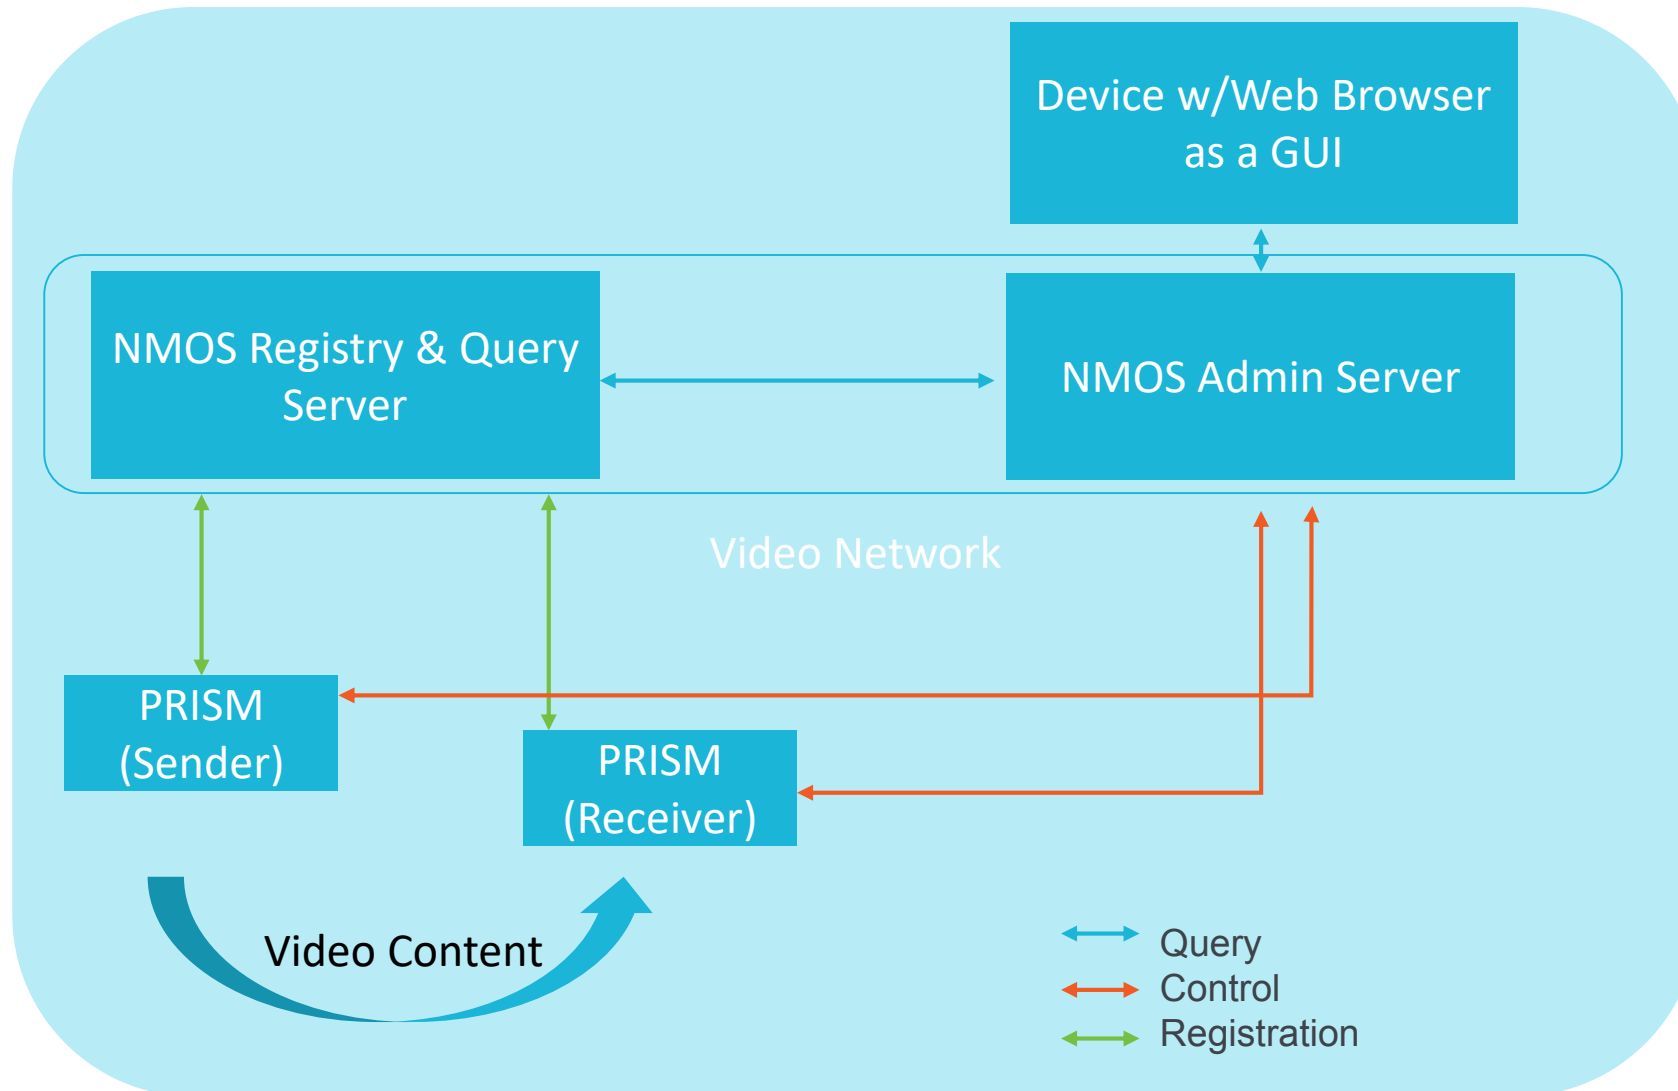 Device w/Web Browser
as a GUI
NMOS Registry & Query
Server
NMOS Admin Server
Video Network
PRISM
(Sender)
PRISM
(Receiver)
Video Content
Query
Control
Registration